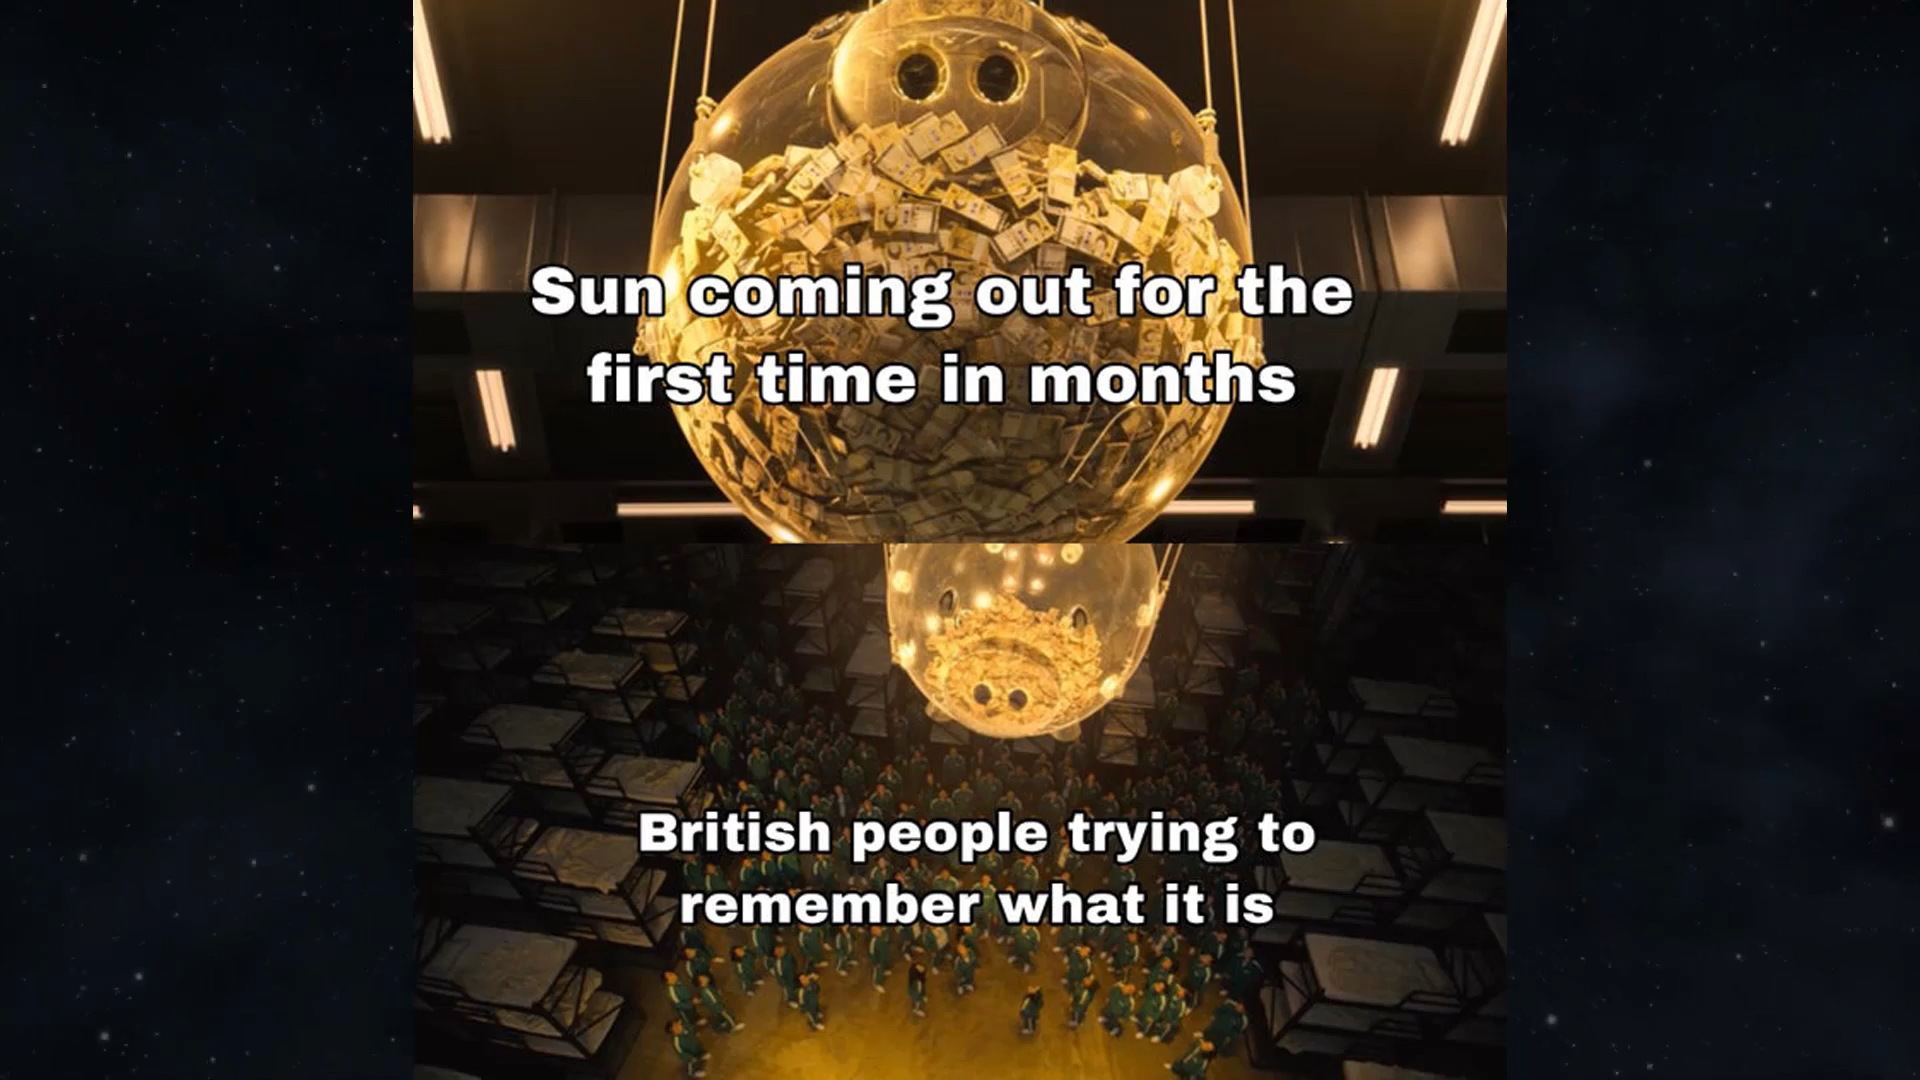 Sun coming out for the
first time in months
British people trying to
remember what it is